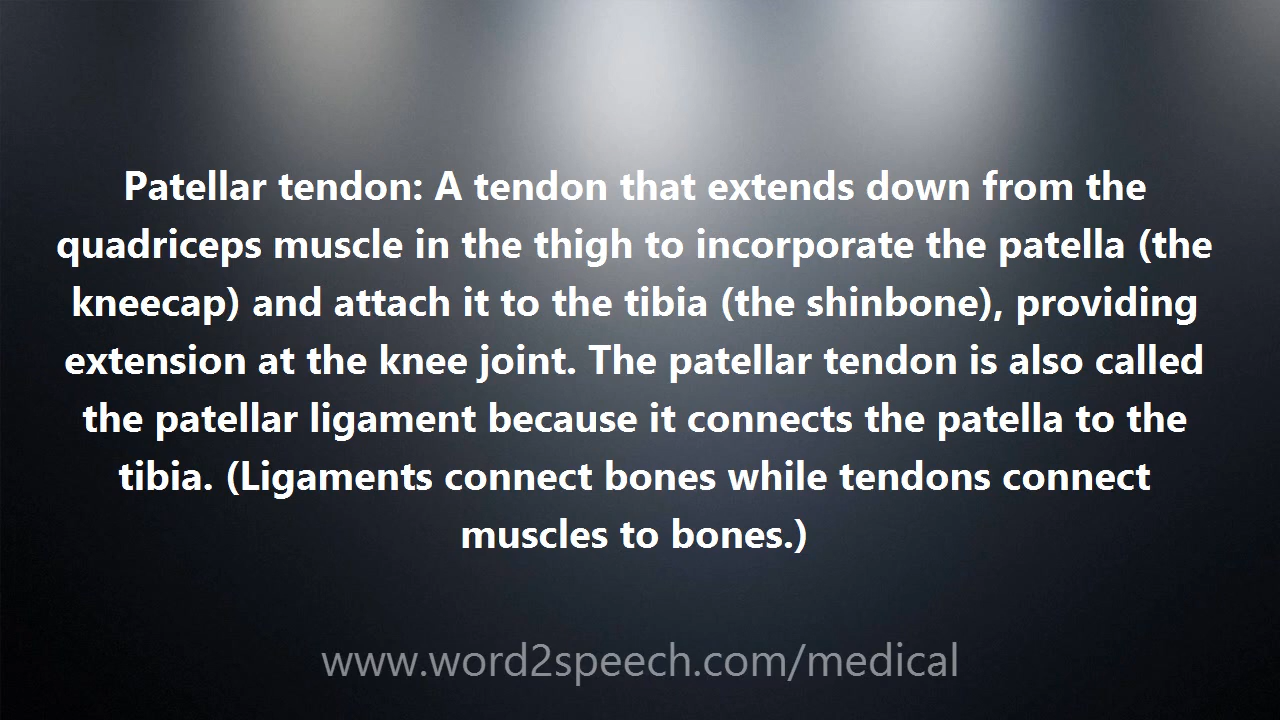 Patellar tendon: A tendon that extends down from the
quadriceps muscle in the thigh to incorporate the patella (the
kneecap) and attach it to the tibia (the shinbone), providing
extension at the knee joint. The patellar tendon is also called
the patellar ligament because it connects the patella to the
tibia. (Ligaments connect bones while tendons connect
muscles to bones.)
www.word2speech.com/medical